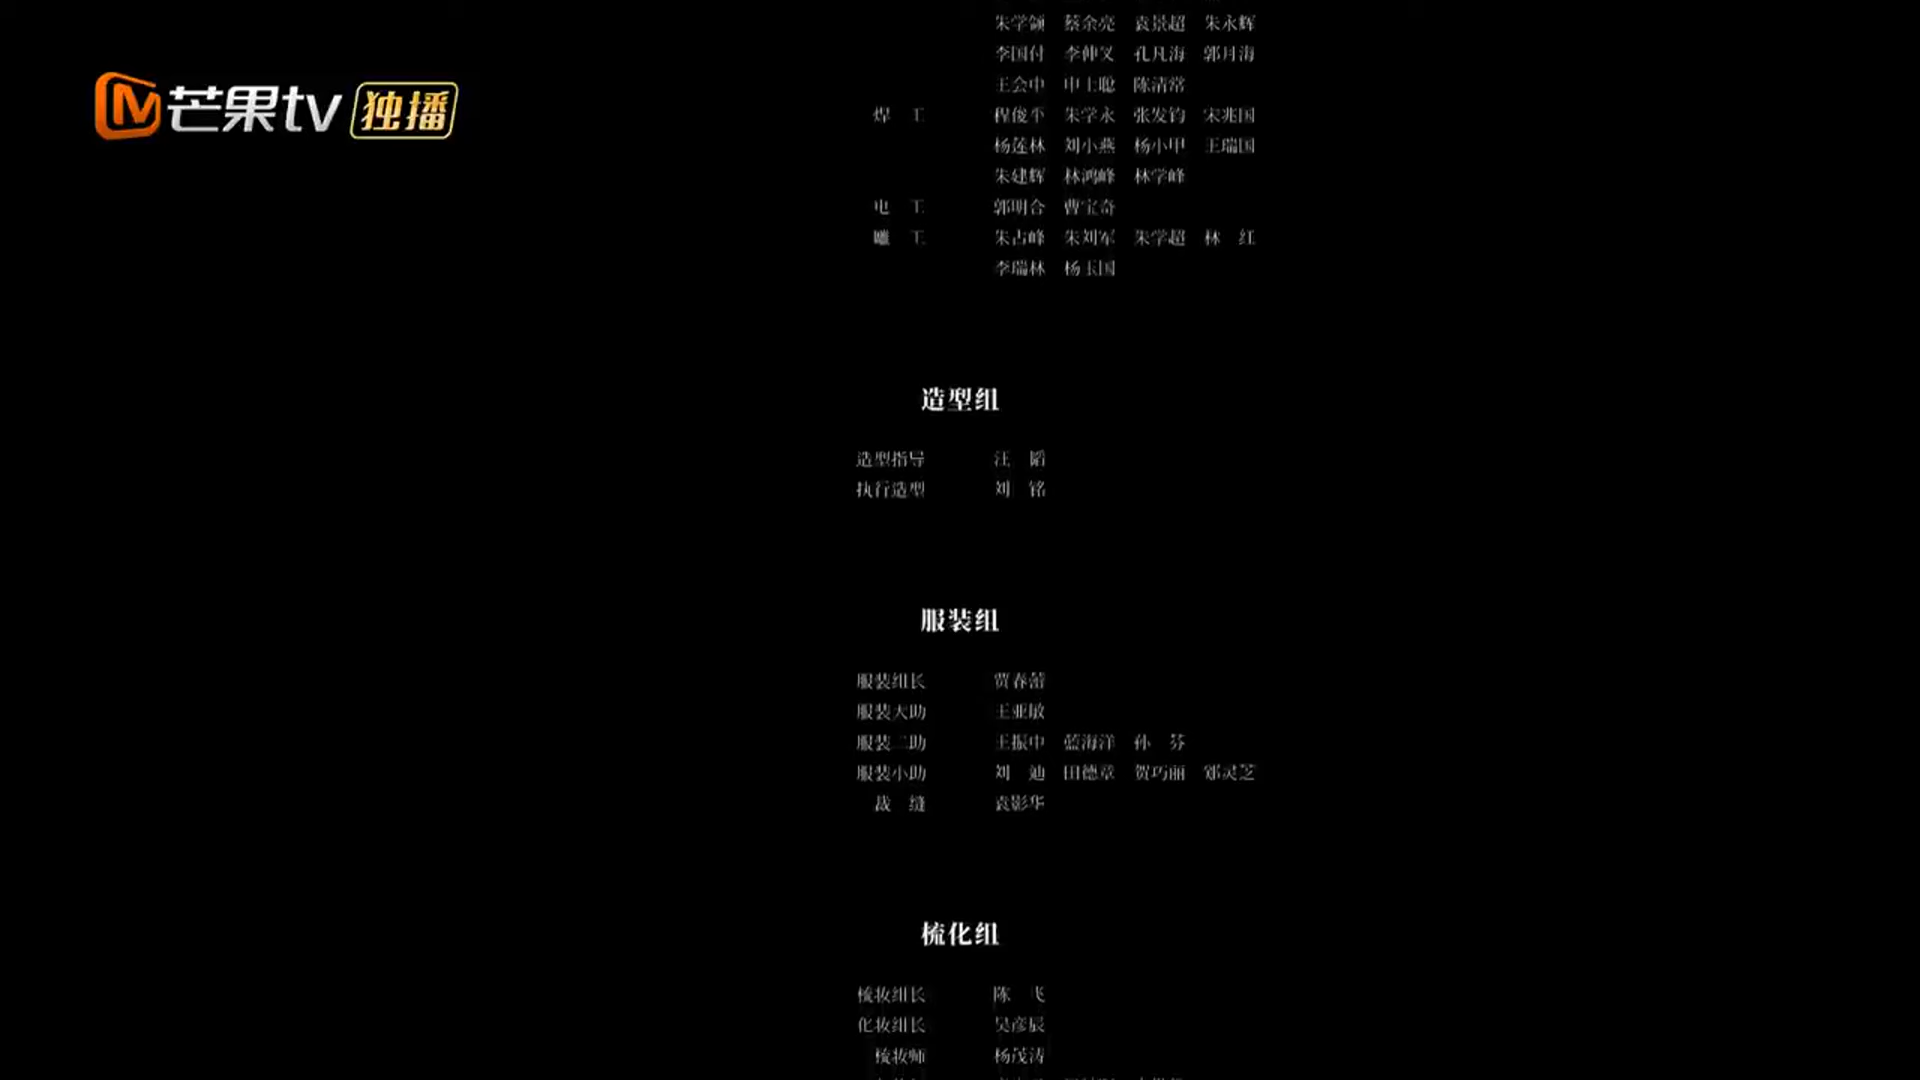 芒果tv 独播
朱学领 蔡余亮 袁景超 朱永辉
李国付 李仲义 孔凡海 郭月海
王会中 申士聪 陈清常
焊 工 程俊平 朱学永 张发钧 宋兆国
杨莲林 刘小燕 杨小甲 王瑞国
朱建辉 林鸿峰 林学峰
电 工 郭明合 曹宝奇
雕 工 朱占峰 朱刘军 朱学超 林 红
李瑞林 杨玉国
造型组
造型指导 汪 韬
执行造型 刘 铭
服装组
服装组长 贾春蕾
服装大助 王亚敏
服装二助 王振中 蓝海洋 孙 芬
服装小助 刘 迪 田德章 贺巧丽 郑灵芝
裁 缝 袁影华
梳化组
梳妆组长 陈 飞
化妆组长 吴彦辰
梳妆师 杨茂涛